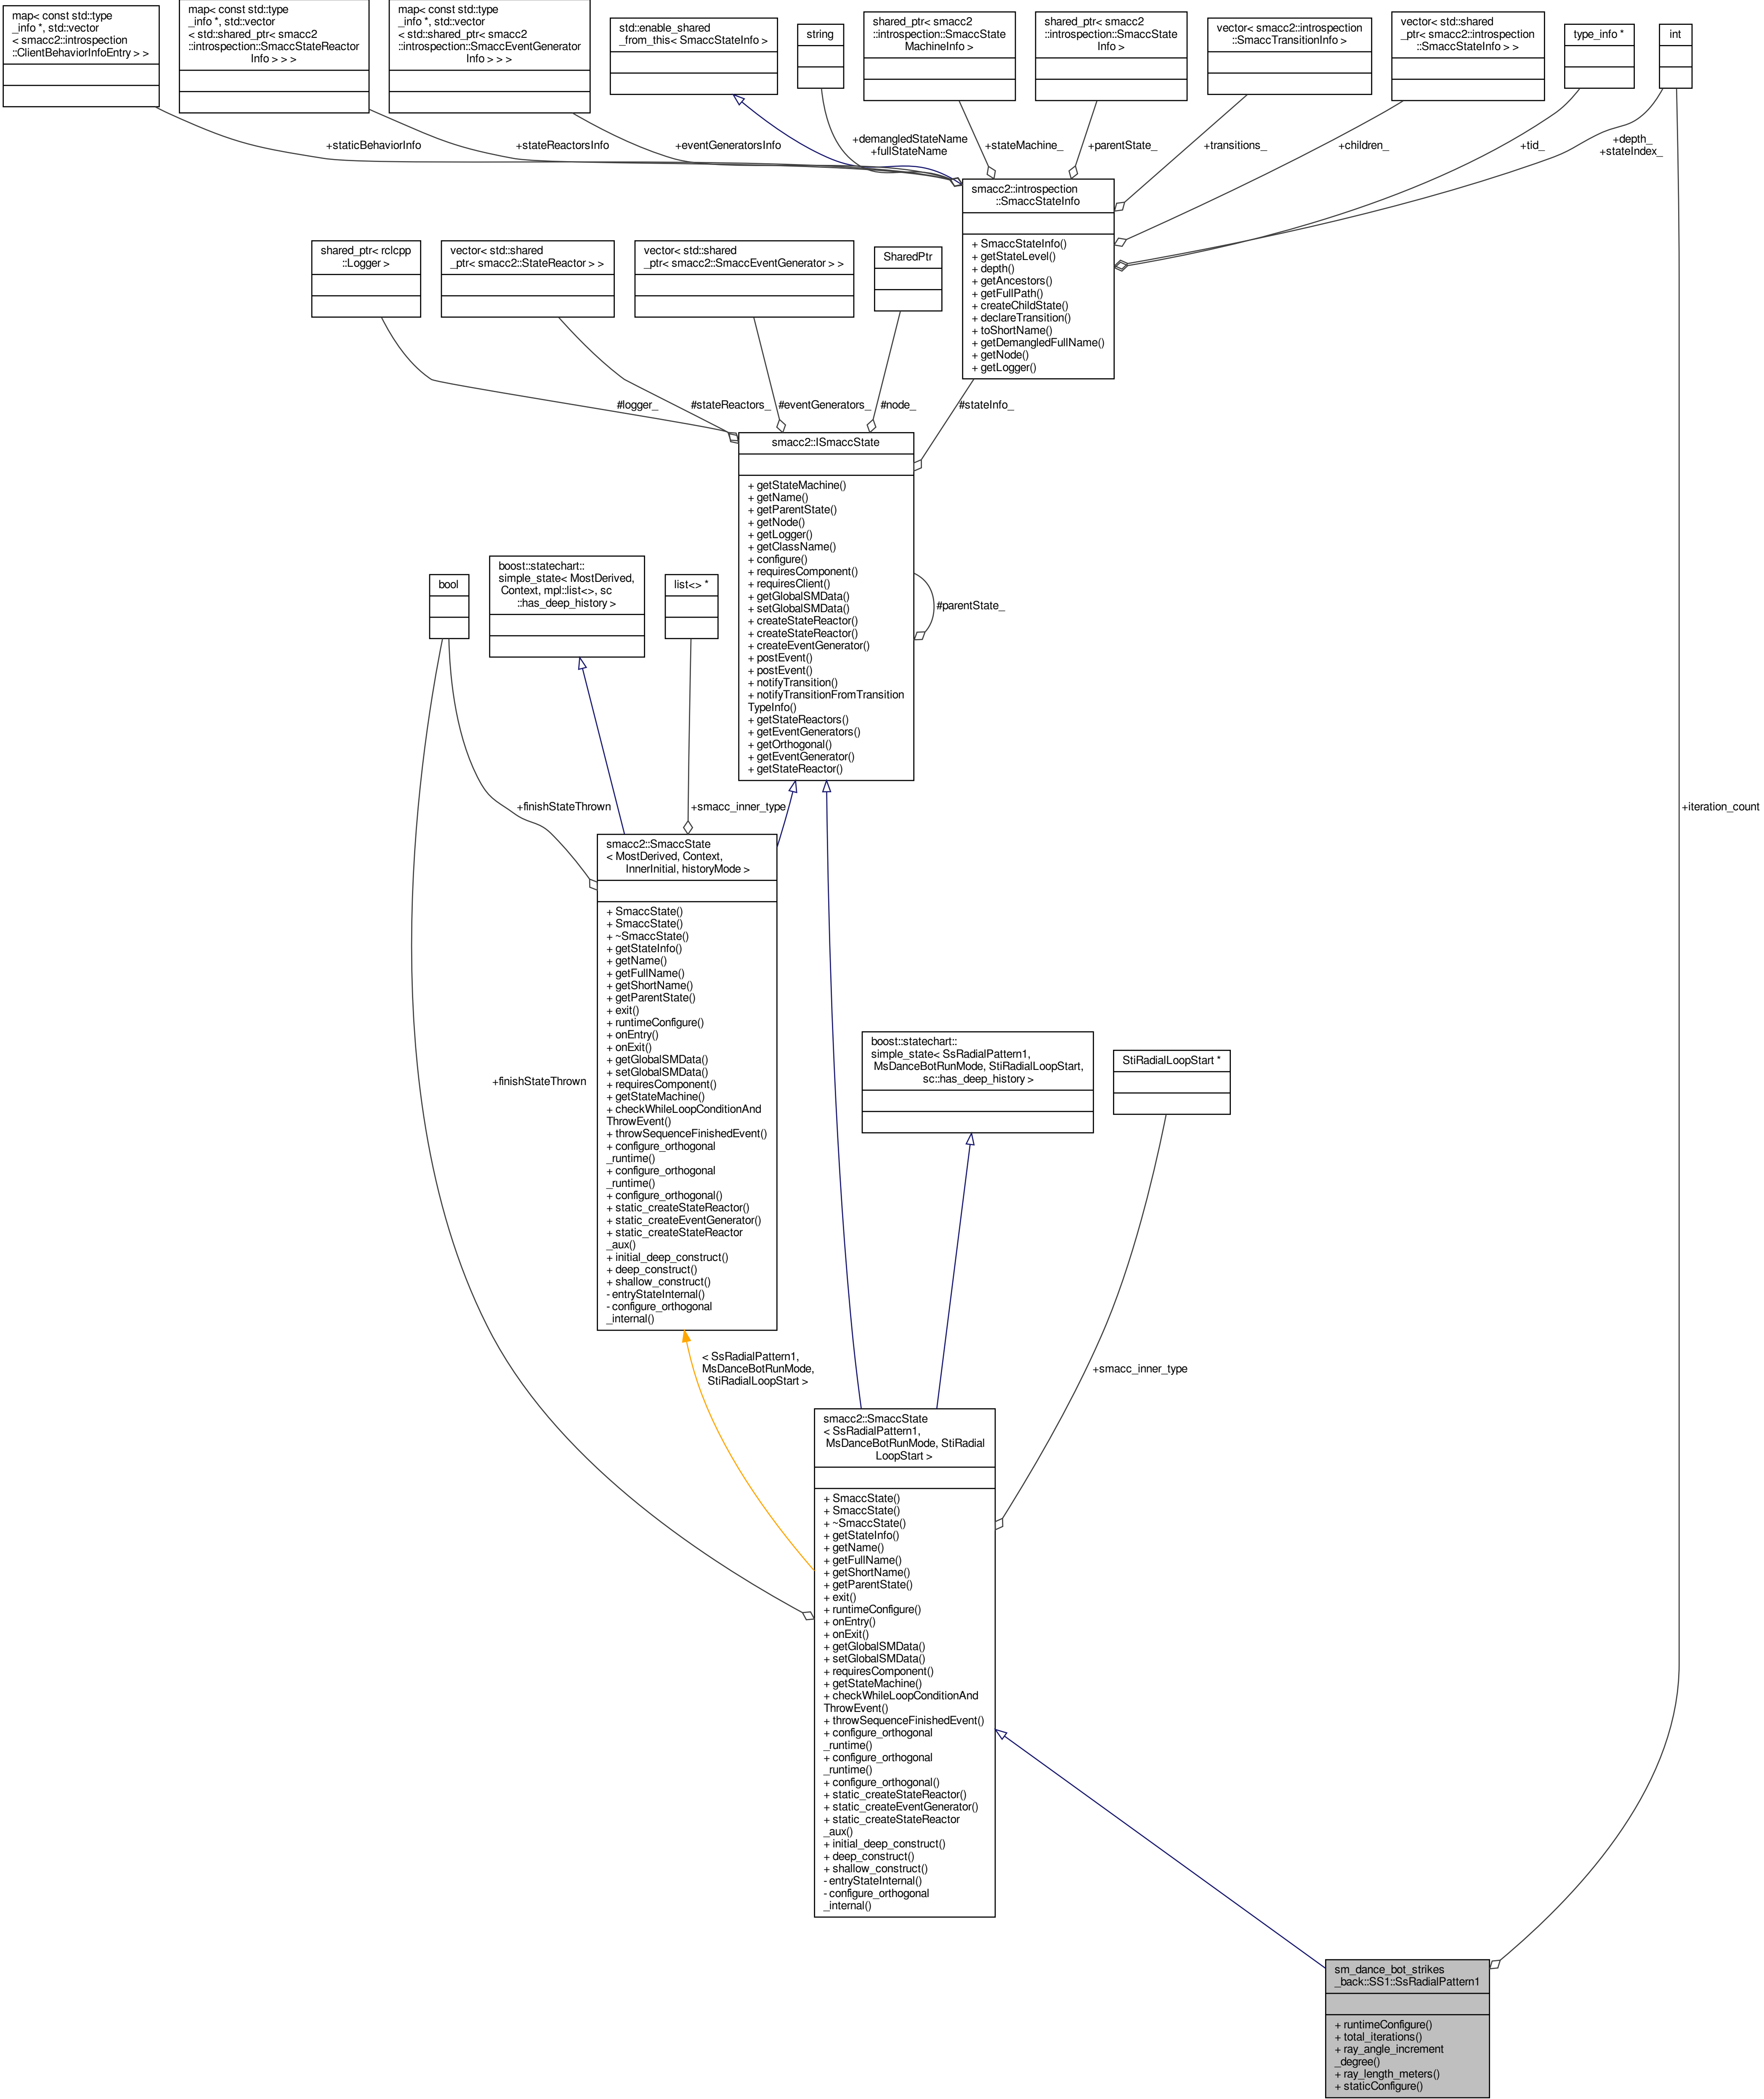 map< const std::type
_info *, std::vector
< smacc2::introspection
::ClientBehaviorInfoEntry > >
map< const std::type
_info *, std::vector
< std::shared_ptr< smacc2
::introspection::SmaccStateReactor
Info > > >
map< const std::type
_info *, std::vector
< std::shared_ptr< smacc2
::introspection::SmaccEventGenerator
Info > > >
std::enable_shared
_from_this< SmaccStateInfo >
string
shared_ptr< smacc2
::introspection::SmaccState
MachineInfo >
shared_ptr< smacc2
::introspection::SmaccState
Info >
vector< smacc2::introspection
::SmaccTransitionInfo >
vector< std::shared
_ptr< smacc2::introspection
::SmaccStateInfo > >
type_info *
int
+staticBehaviorInfo
+stateReactorsInfo
+eventGeneratorsInfo
+demangledStateName
+fullStateName
+stateMachine_
+parentState_
+transitions_
+children_
+tid_
+depth_
+stateIndex_
smacc2::introspection
::SmaccStateInfo
+ SmaccStateInfo()
+ getStateLevel()
+ depth()
+ getAncestors()
+ getFullPath()
+ createChildState()
+ declareTransition()
+ toShortName()
+ getDemangledFullName()
+ getNode()
+ getLogger()
shared_ptr< rclcpp
::Logger >
vector< std::shared
_ptr< smacc2::StateReactor > >
vector< std::shared
_ptr< smacc2::SmaccEventGenerator > >
SharedPtr
#logger_
#stateReactors_
#eventGenerators_
#node_
#stateInfo_
smacc2::ISmaccState
+ getStateMachine()
+ getName()
+ getParentState()
+ getNode()
+ getLogger()
+ getClassName()
+ configure()
+ requiresComponent()
+ requiresClient()
+ getGlobalSMData()
+ setGlobalSMData()
+ createStateReactor()
+ createStateReactor()
+ createEventGenerator()
+ postEvent()
+ postEvent()
+ notifyTransition()
+ notifyTransitionFromTransition
TypeInfo()
+ getStateReactors()
+ getEventGenerators()
+ getOrthogonal()
+ getEventGenerator()
+ getStateReactor()
#parentState_
bool
boost::statechart::
simple_state< MostDerived,
Context, mpl::list<>, sc
::has_deep_history >
list<> *
+finishStateThrown
+smacc_inner_type
+iteration_count
smacc2::SmaccState
< MostDerived, Context,
InnerInitial, historyMode >
+ SmaccState()
+ SmaccState()
+ ~SmaccState()
+ getStateInfo()
+ getName()
+ getFullName()
+ getShortName()
+ getParentState()
+ exit()
+ runtimeConfigure()
+ onEntry()
+ onExit()
+ getGlobalSMData()
+ setGlobalSMData()
+ requiresComponent()
+ getStateMachine()
+ checkWhileLoopConditionAnd
ThrowEvent()
+ throwSequenceFinishedEvent()
+ configure_orthogonal
_runtime()
+ configure_orthogonal
_runtime()
+ configure_orthogonal()
+ static_createStateReactor()
+ static_createEventGenerator()
+ static_createStateReactor
_aux()
+ initial_deep_construct()
+ deep_construct()
+ shallow_construct()
- entryStateInternal()
- configure_orthogonal
_internal()
+finishStateThrown
boost::statechart::
simple_state< SsRadialPattern1,
MsDanceBotRunMode, StiRadialLoopStart,
sc::has_deep_history >
StiRadialLoopStart *
< SsRadialPattern1,
MsDanceBotRunMode,
StiRadialLoopStart >
+smacc_inner_type
smacc2::SmaccState
< SsRadialPattern1,
MsDanceBotRunMode, StiRadial
LoopStart >
+ SmaccState()
+ SmaccState()
+ ~SmaccState()
+ getStateInfo()
+ getName()
+ getFullName()
+ getShortName()
+ getParentState()
+ exit()
+ runtimeConfigure()
+ onEntry()
+ onExit()
+ getGlobalSMData()
+ setGlobalSMData()
+ requiresComponent()
+ getStateMachine()
+ checkWhileLoopConditionAnd
ThrowEvent()
+ throwSequenceFinishedEvent()
+ configure_orthogonal
_runtime()
+ configure_orthogonal
_runtime()
+ configure_orthogonal()
+ static_createStateReactor()
+ static_createEventGenerator()
+ static_createStateReactor
_aux()
+ initial_deep_construct()
+ deep_construct()
+ shallow_construct()
- entryStateInternal()
- configure_orthogonal
_internal()
sm_dance_bot_strikes
_back::SS1::SsRadialPattern1
+ runtimeConfigure()
+ total_iterations()
+ ray_angle_increment
_degree()
+ ray_length_meters()
+ staticConfigure()